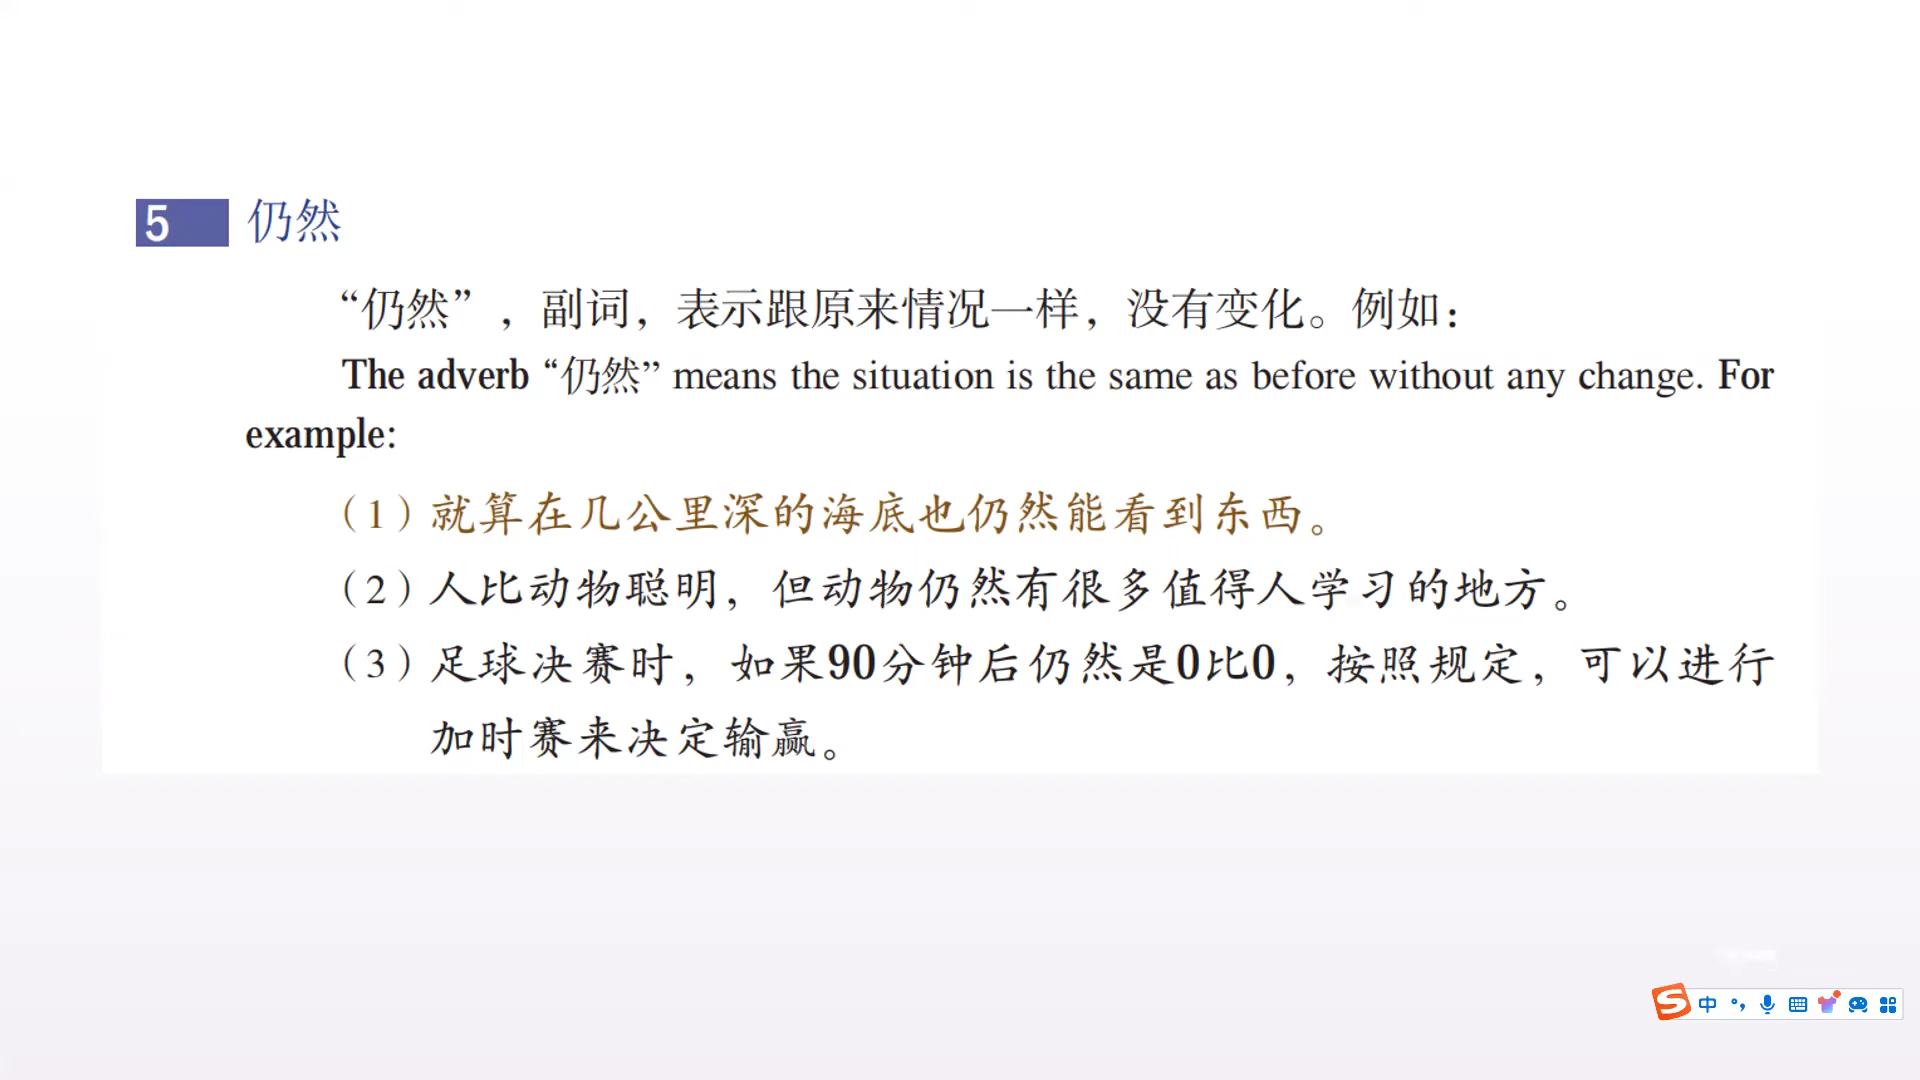 5 仍然
“仍然”，副词，表示跟原来情况一样，没有变化。例如：
The adverb “仍然” means the situation is the same as before without any change. For
example:
（1）就算在几公里深的海底也仍然能看到东西。
（2）人比动物聪明，但动物仍然有很多值得人学习的地方。
（3）足球决赛时，如果90分钟后仍然是0比0，按照规定，可以进行
加时赛来决定输赢。
S 中 °,